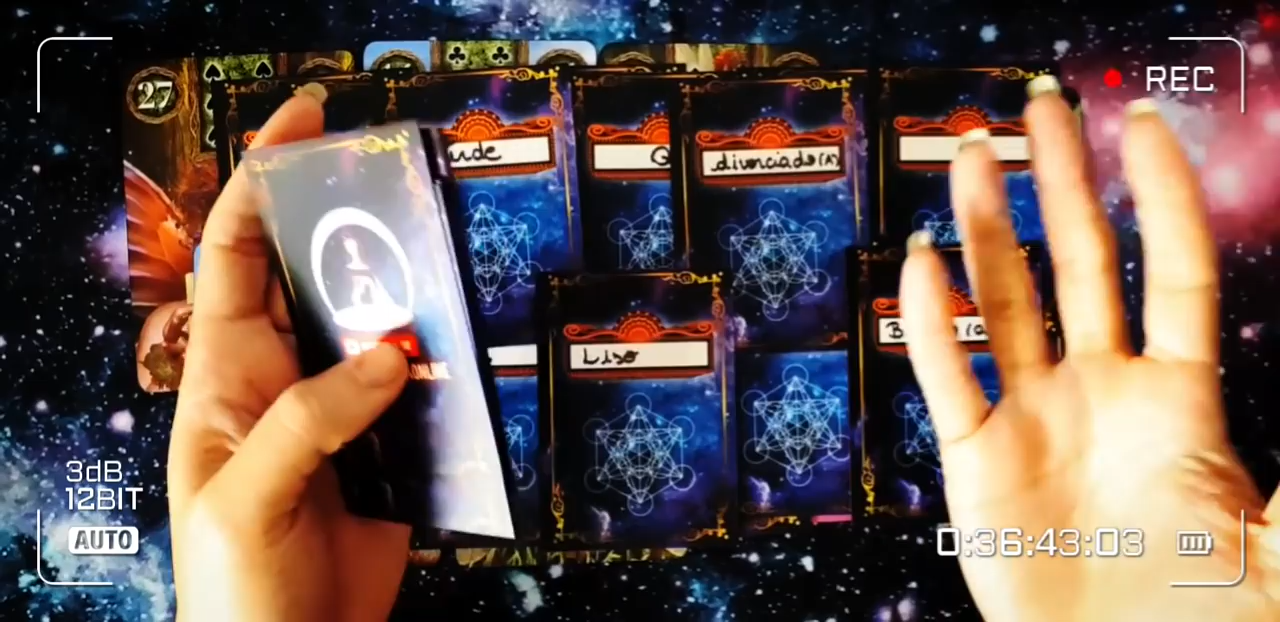 27
REC
ude
G
divorciado(A)
Liso
3dB
12BIT
AUTO
0:36:43:03